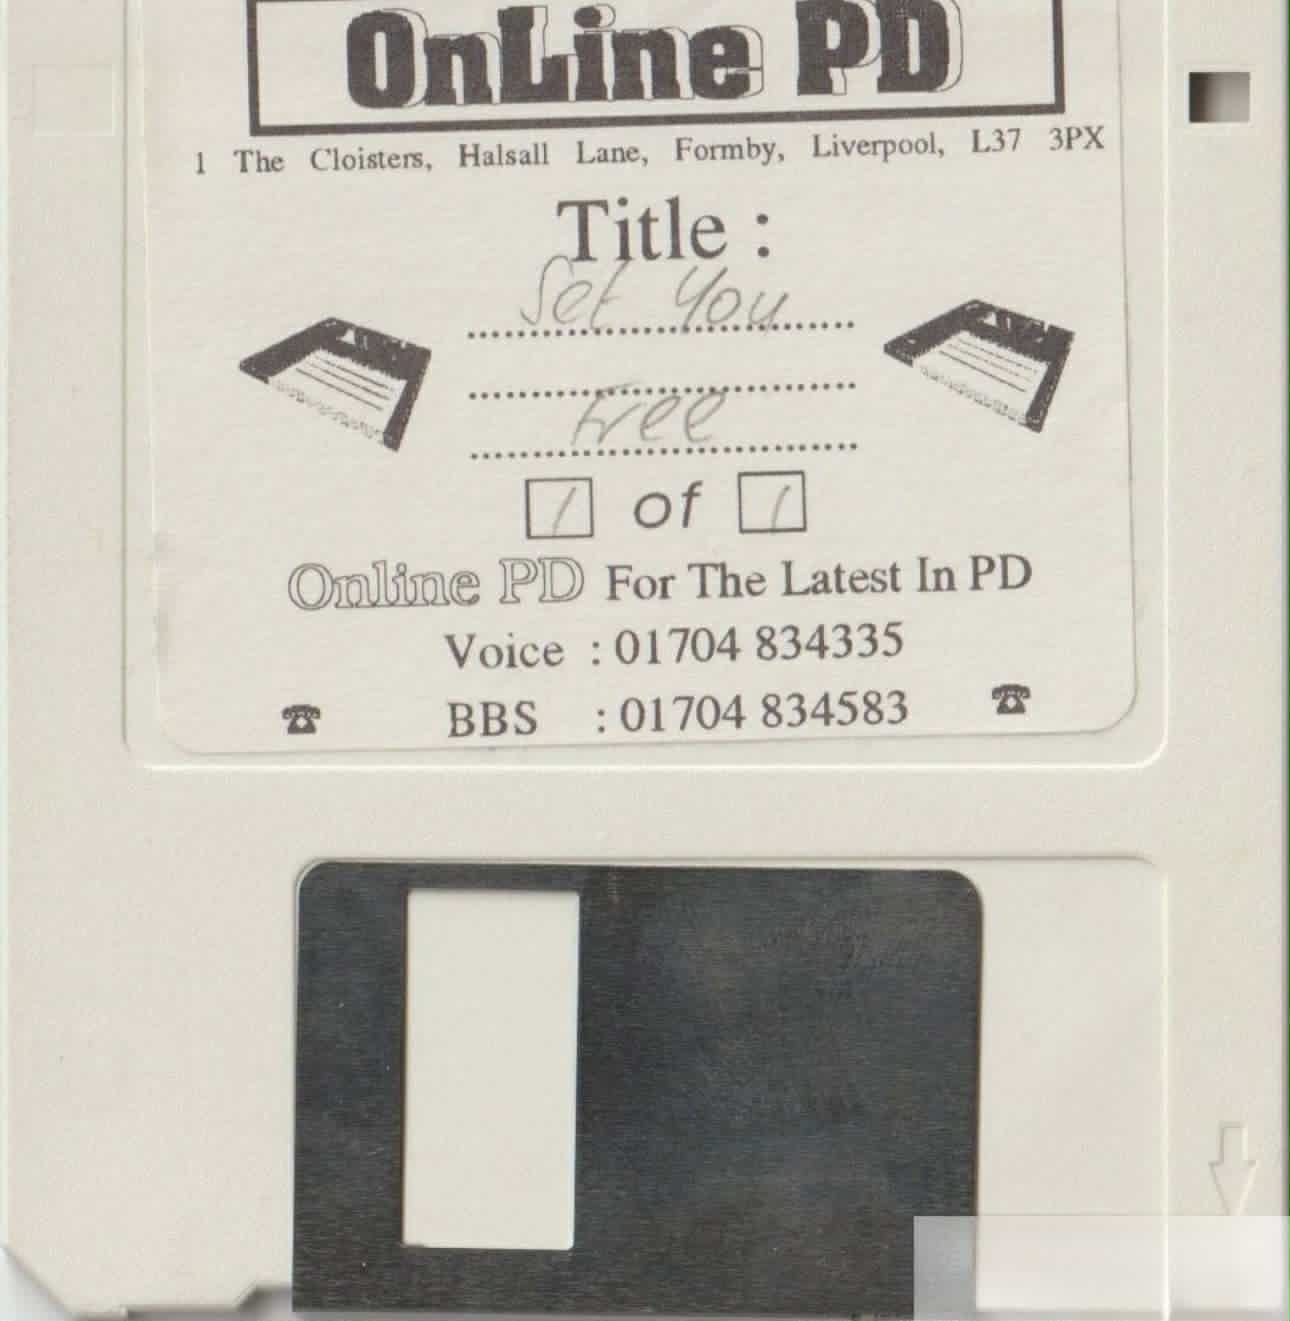 OnLine PD
1 The Cloisters, Halsall Lane, Formby, Liverpool, L37 3PX
Title :
Set You
Free
1 of 1
Online PD For The Latest In PD
Voice : 01704 834335
BBS : 01704 834583